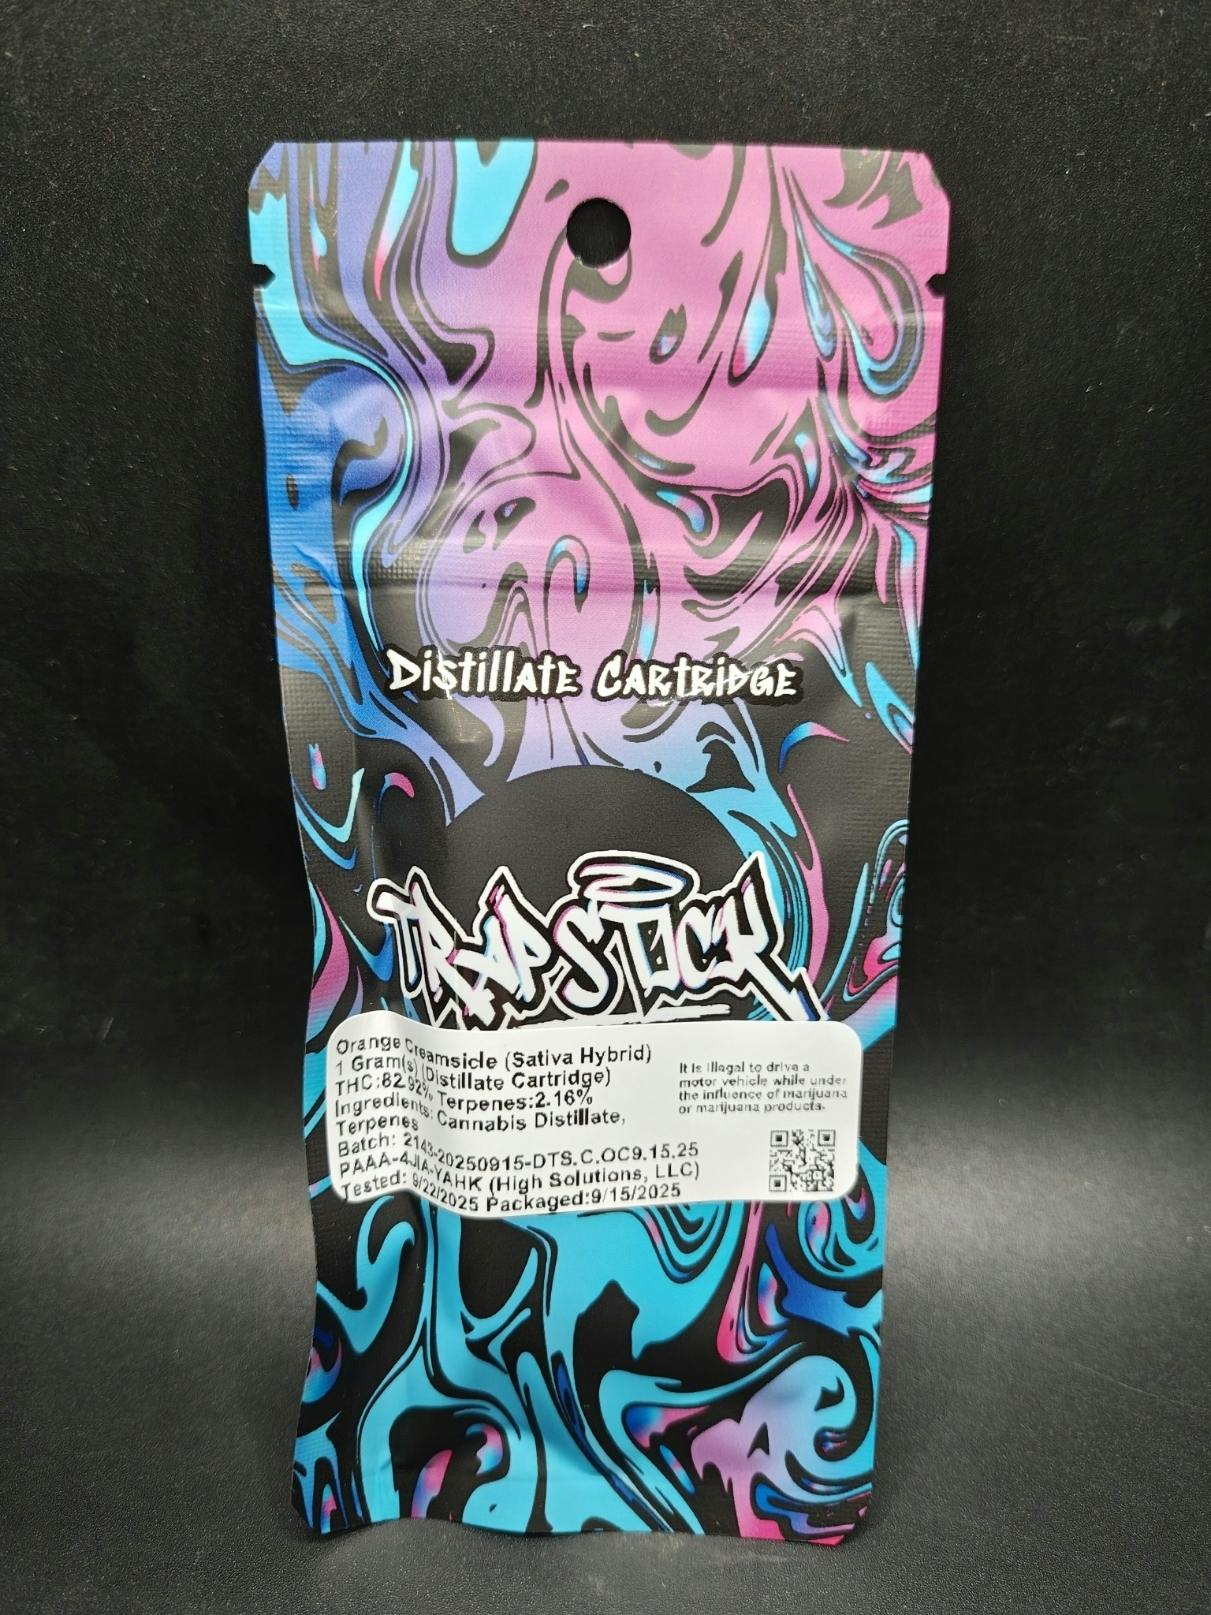 Distillate Cartridge
TRAP STICK
Orange Creamsicle (Sativa Hybrid)
1 Gram(s) (Distillate Cartridge)
THC:82.92% Terpenes:2.16%
Ingredients: Cannabis Distillate,
Terpenes
Batch: 2143-20250915-DTS.C.OC9.15.25
PAAA-4JIA-YAHK (High Solutions, LLC)
Tested: 9/22/2025 Packaged:9/15/2025
It is illegal to drive a
motor vehicle while under
the influence of marijuana
or marijuana products.